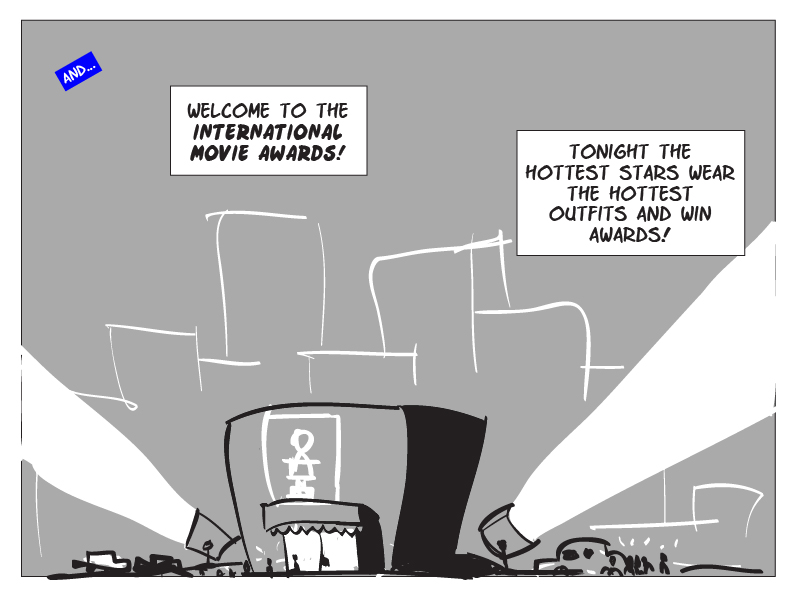 AND...
WELCOME TO THE
INTERNATIONAL
MOVIE AWARDS!
TONIGHT THE
HOTTEST STARS WEAR
THE HOTTEST
OUTFITS AND WIN
AWARDS!